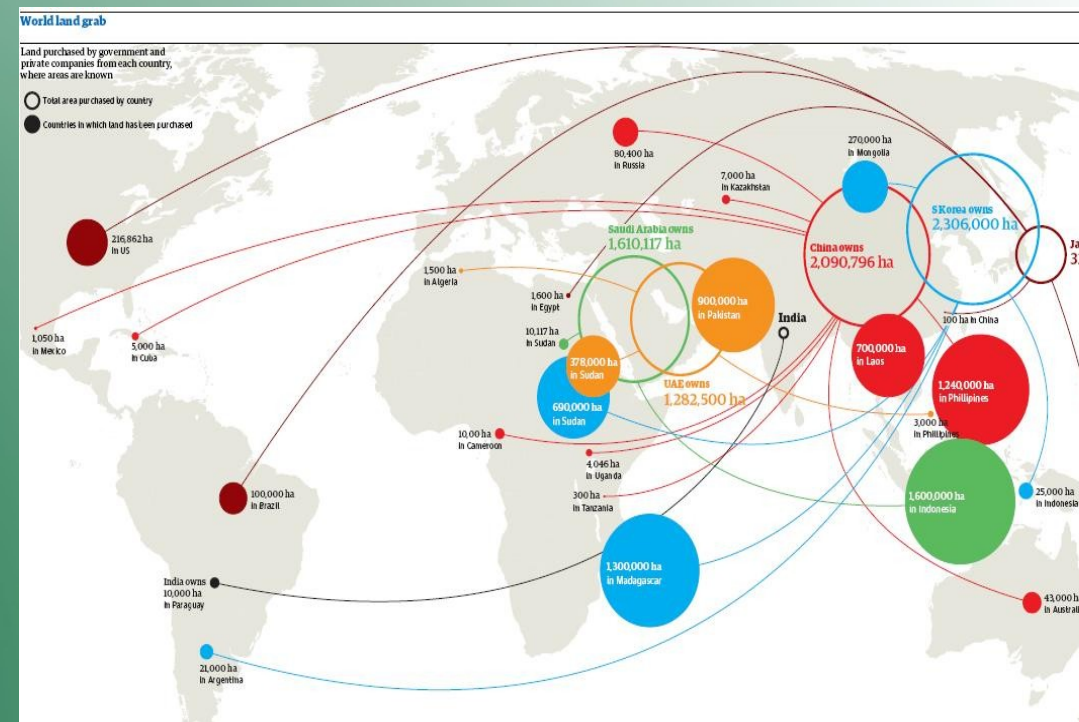 World land grab
Land purchased by government and
private companies from each country,
where areas are known
Total area purchased by country
Countries in which land has been purchased
80,400 ha
in Russia
270,000 ha
in Mongolia
7,000 ha
in Kazakhstan
S Korea owns
2,306,000 ha
216,862 ha
in US
Saudi Arabia owns
1,610,117 ha
China owns
2,090,796 ha
Ja
1,500 ha
in Algeria
1,600 ha
in Egypt
900,000 ha
in Pakistan
India
100 ha in China
1,050 ha
in Mexico
5,000 ha
in Cuba
10,117 ha
in Sudan
378,000 ha
in Sudan
700,000 ha
in Laos
UAE owns
1,282,500 ha
1,240,000 ha
in Phillipines
690,000 ha
in Sudan
3,000 ha
in Phillipines
10,00 ha
in Cameroon
4,046 ha
in Uganda
300 ha
in Tanzania
100,000 ha
in Brazil
1,600,000 ha
in Indonesia
25,000 ha
in Indonesia
1,300,000 ha
in Madagascar
India owns
10,000 ha
in Paraguay
43,000 h
in Austral
21,000 ha
in Argentina